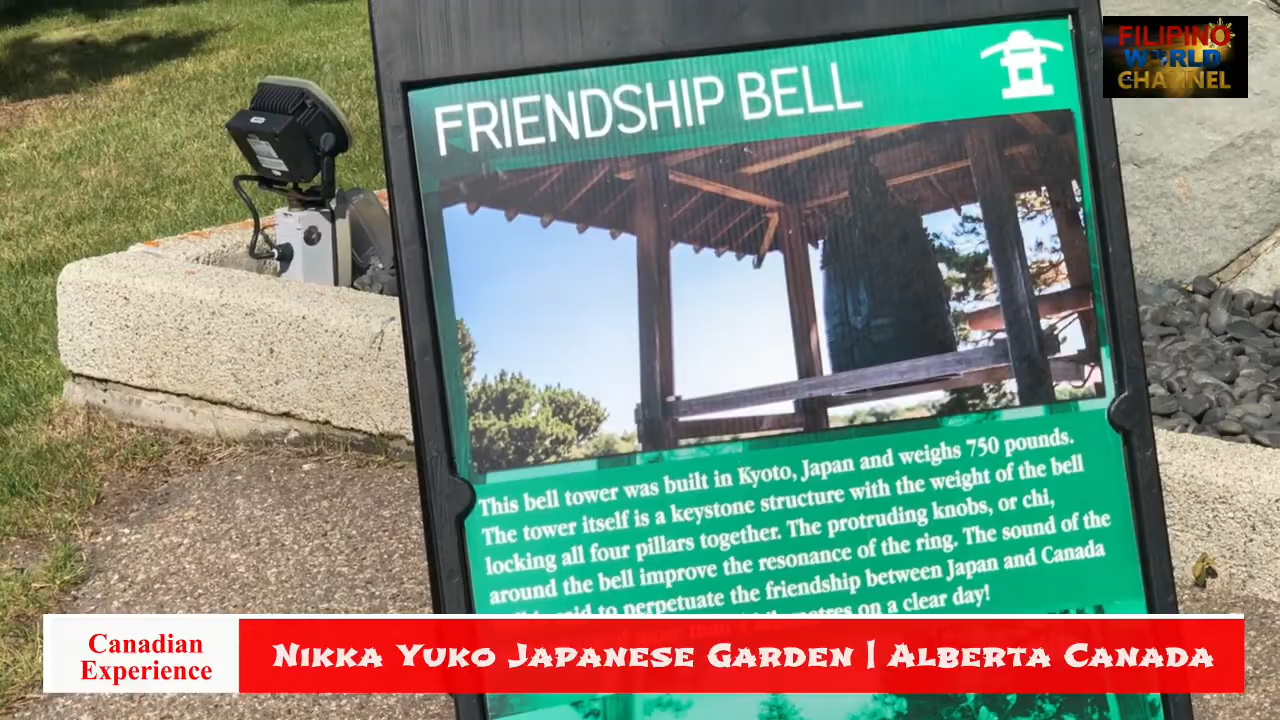 FILIPINO
WORLD
CHANNEL
FRIENDSHIP BELL
This bell tower was built in Kyoto, Japan and weighs 750 pounds.
The tower itself is a keystone structure with the weight of the bell
locking all four pillars together. The protruding knobs, or chi,
around the bell improve the resonance of the ring. The sound of the
to perpetuate the friendship between Japan and Canada
on a clear day!
Canadian
Experience
Nikka Yuko Japanese Garden | Alberta Canada